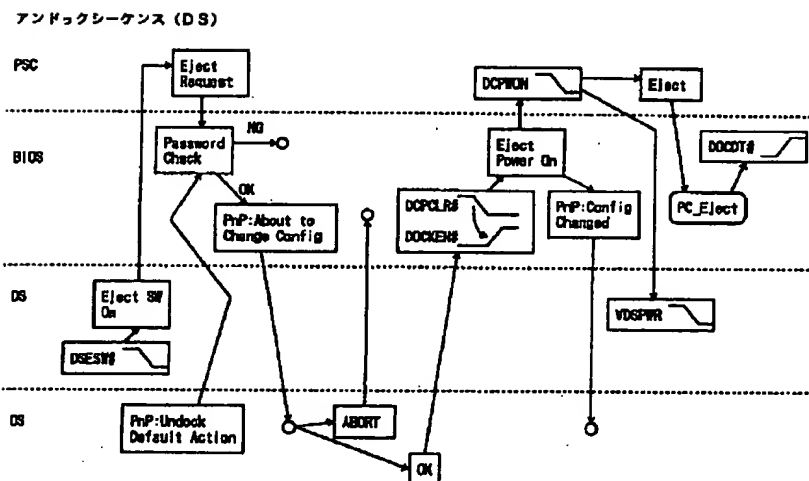 アンドックシーケンス (DS)
PSC
Eject
Request
DCPWON
Eject
NG
BIOS
Password
Check
Eject
Power On
DOCDT#
OK
PnP:About to
Change Config
DCPCLR#
DOCKEN#
PnP:Config
Changed
PC_Eject
DS
Eject SW
On
DSESW#
VDSPWR
OS
PnP:Undock
Default Action
ABORT
OK